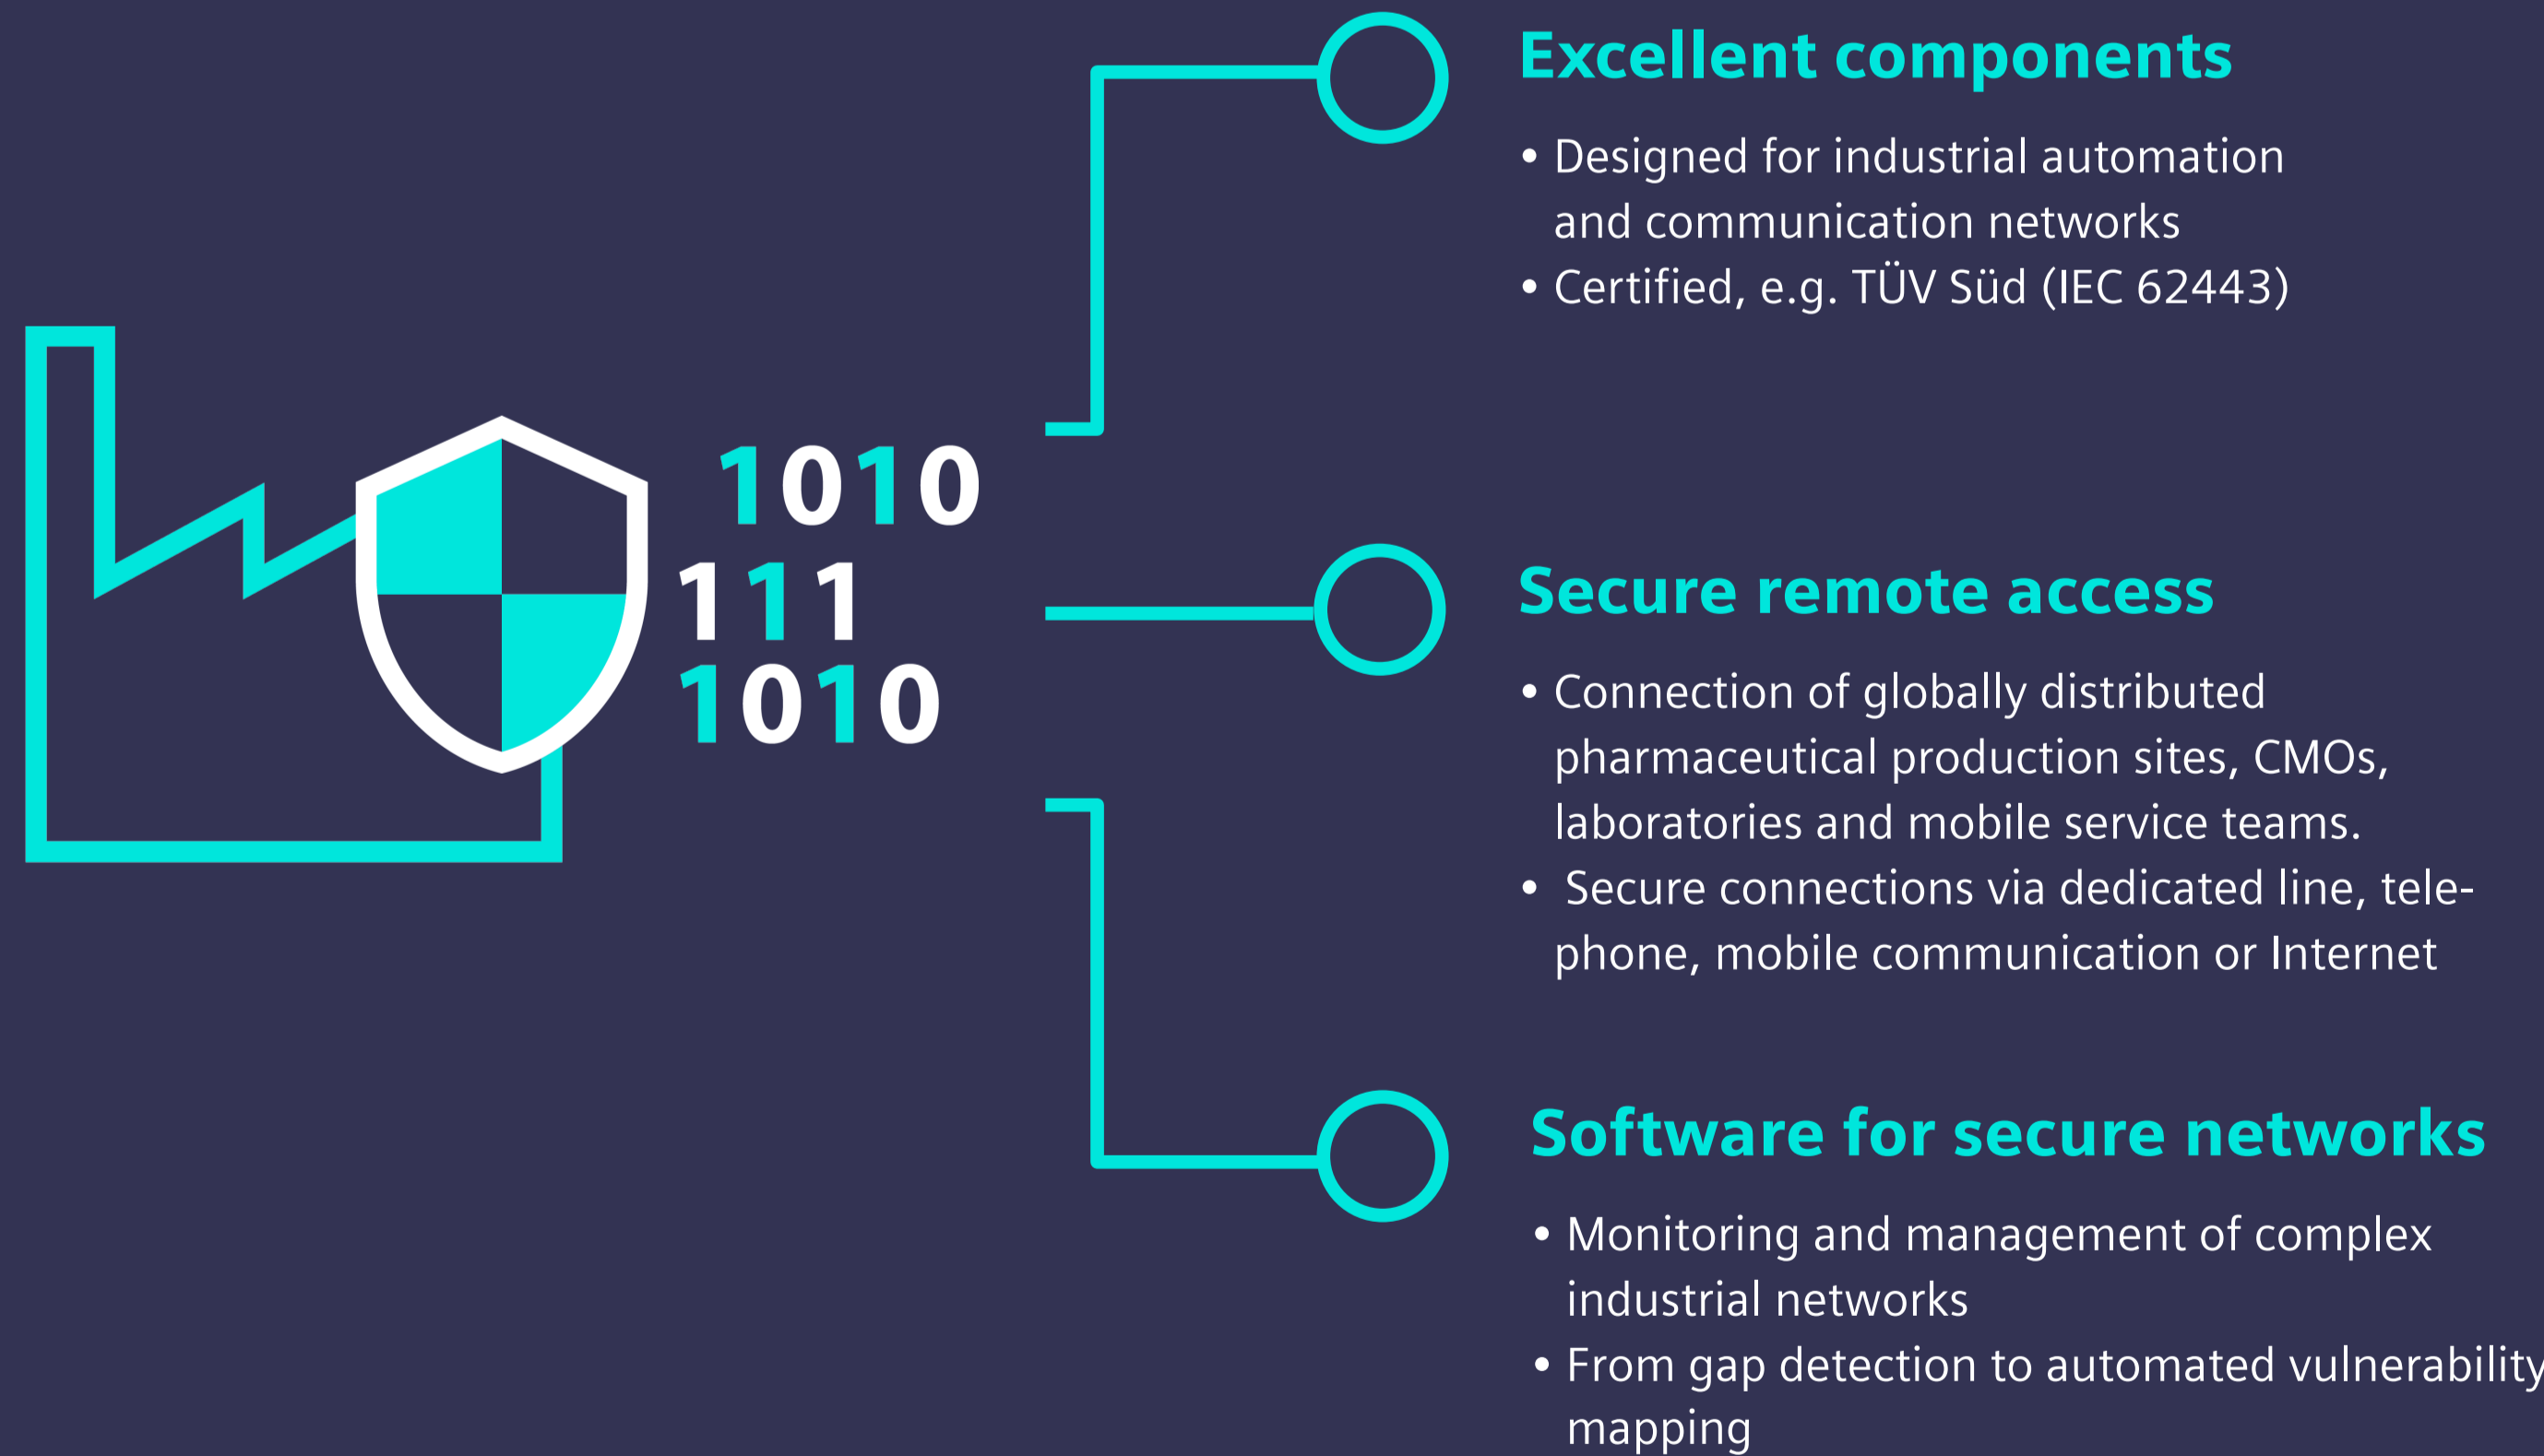 1010
111
1010
Excellent components
• Designed for industrial automation
and communication networks
• Certified, e.g. TÜV Süd (IEC 62443)
Secure remote access
• Connection of globally distributed
pharmaceutical production sites, CMOs,
laboratories and mobile service teams.
• Secure connections via dedicated line, tele-
phone, mobile communication or Internet
Software for secure networks
• Monitoring and management of complex
industrial networks
• From gap detection to automated vulnerability
mapping